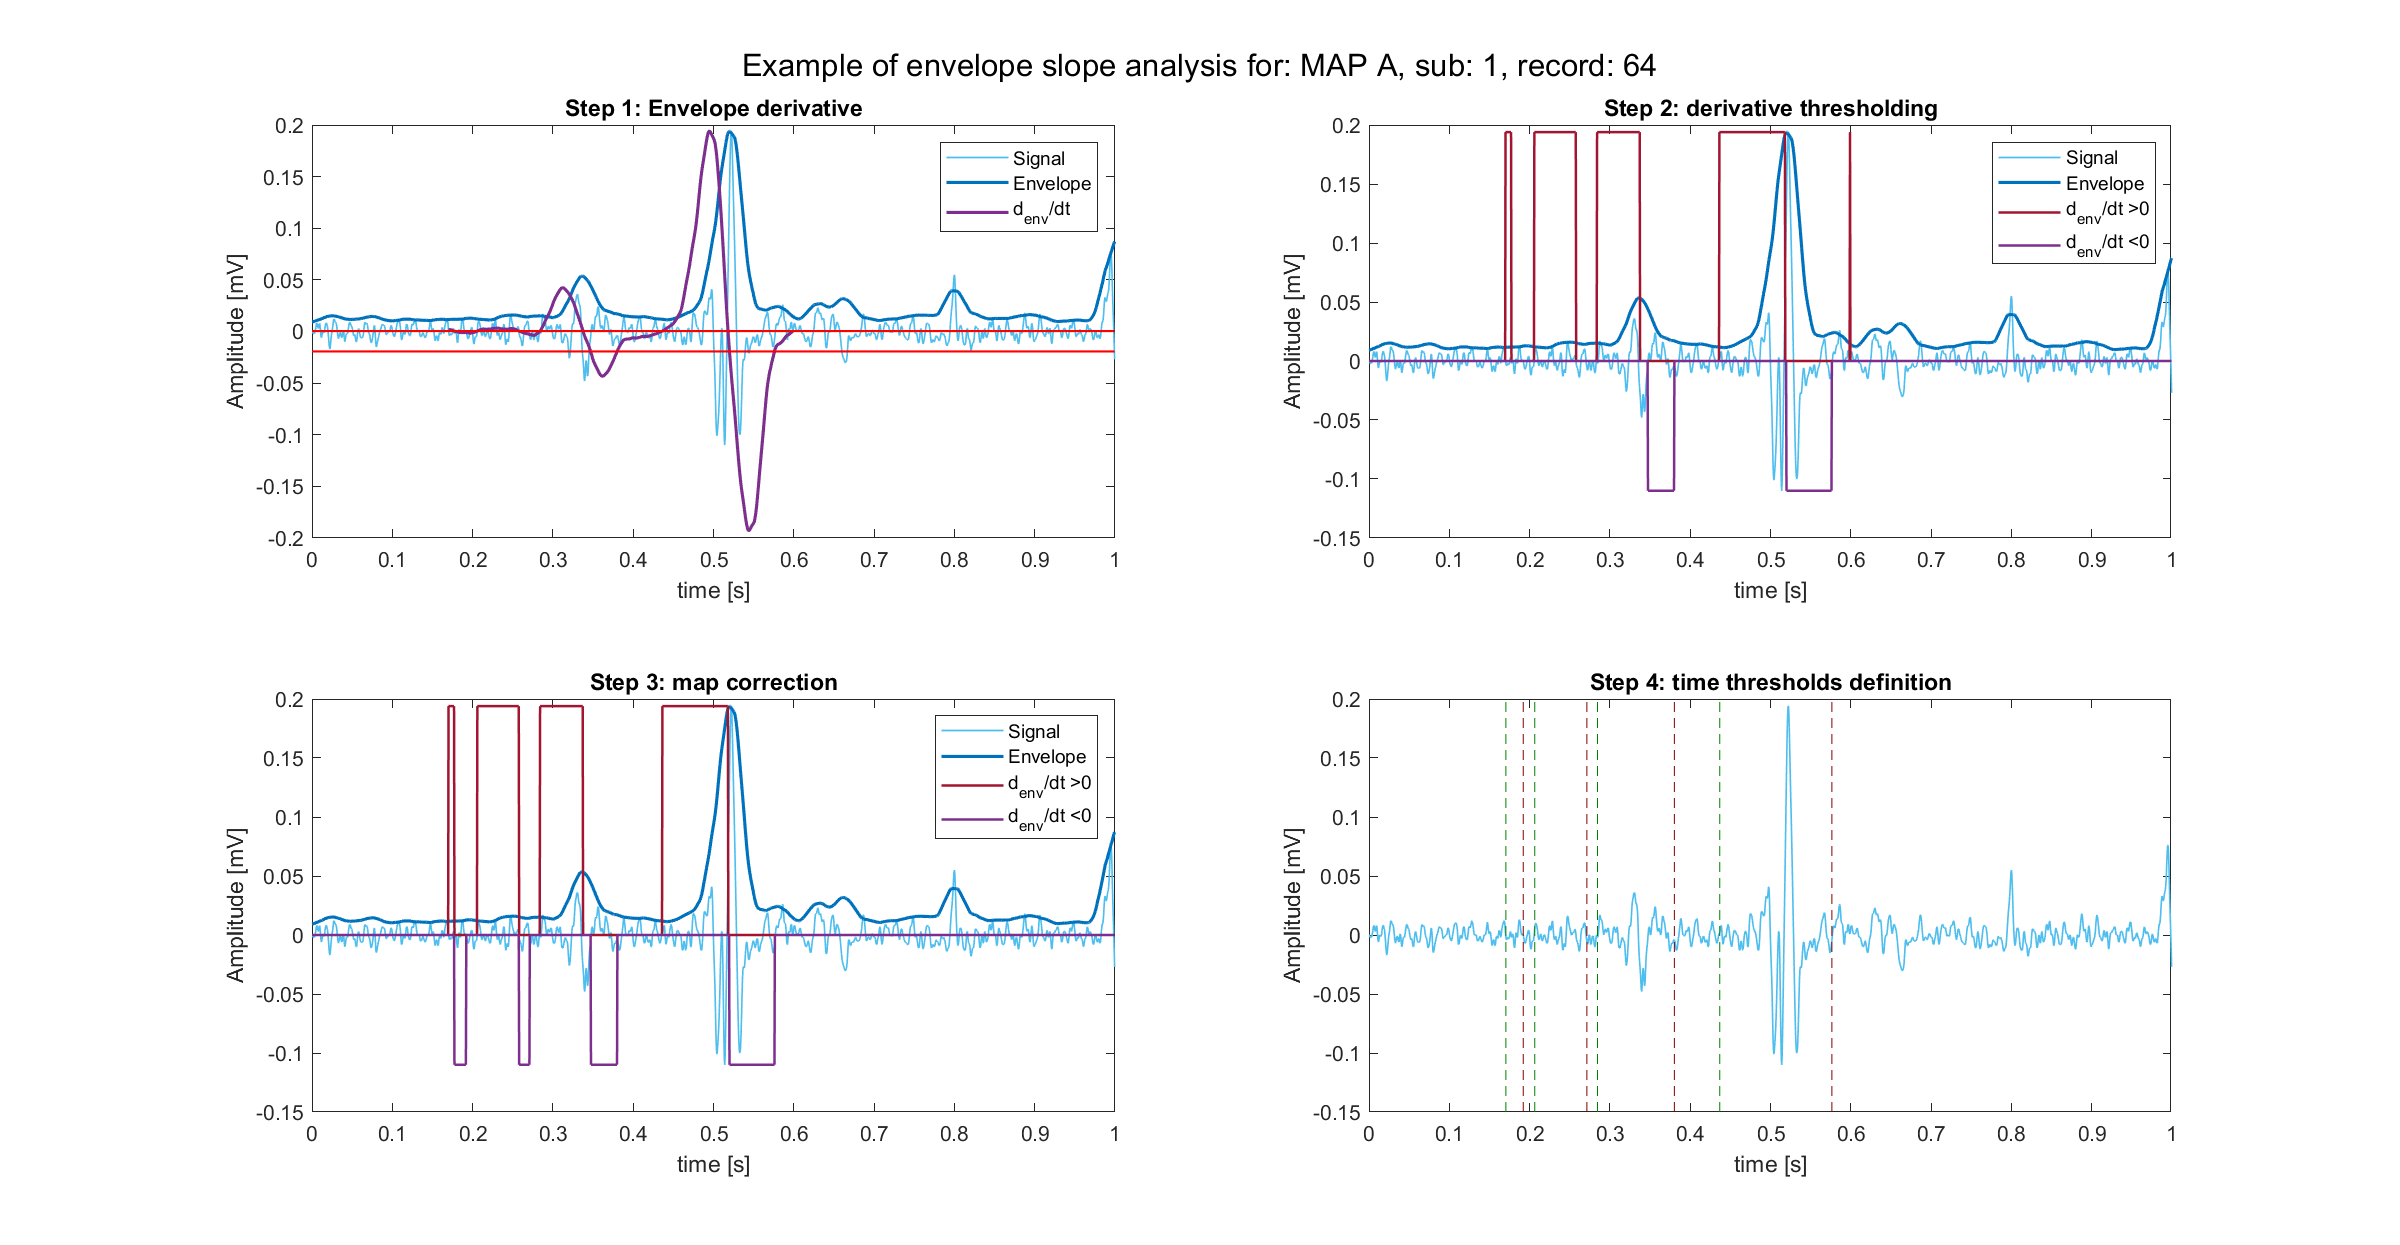 Example of envelope slope analysis for: MAP A, sub: 1, record: 64
Step 1: Envelope derivative
0.2
0.15
0.1
0.05
0
-0.05
-0.1
-0.15
-0.2
Amplitude [mV]
0 0.1 0.2 0.3 0.4 0.5 0.6 0.7 0.8 0.9 1
time [s]
Signal
Envelope
d_env/dt
Step 2: derivative thresholding
0.2
0.15
0.1
0.05
0
-0.05
-0.1
-0.15
Amplitude [mV]
0 0.1 0.2 0.3 0.4 0.5 0.6 0.7 0.8 0.9 1
time [s]
Signal
Envelope
d_env/dt >0
d_env/dt <0
Step 3: map correction
0.2
0.15
0.1
0.05
0
-0.05
-0.1
-0.15
Amplitude [mV]
0 0.1 0.2 0.3 0.4 0.5 0.6 0.7 0.8 0.9 1
time [s]
Signal
Envelope
d_env/dt >0
d_env/dt <0
Step 4: time thresholds definition
0.2
0.15
0.1
0.05
0
-0.05
-0.1
-0.15
Amplitude [mV]
0 0.1 0.2 0.3 0.4 0.5 0.6 0.7 0.8 0.9 1
time [s]